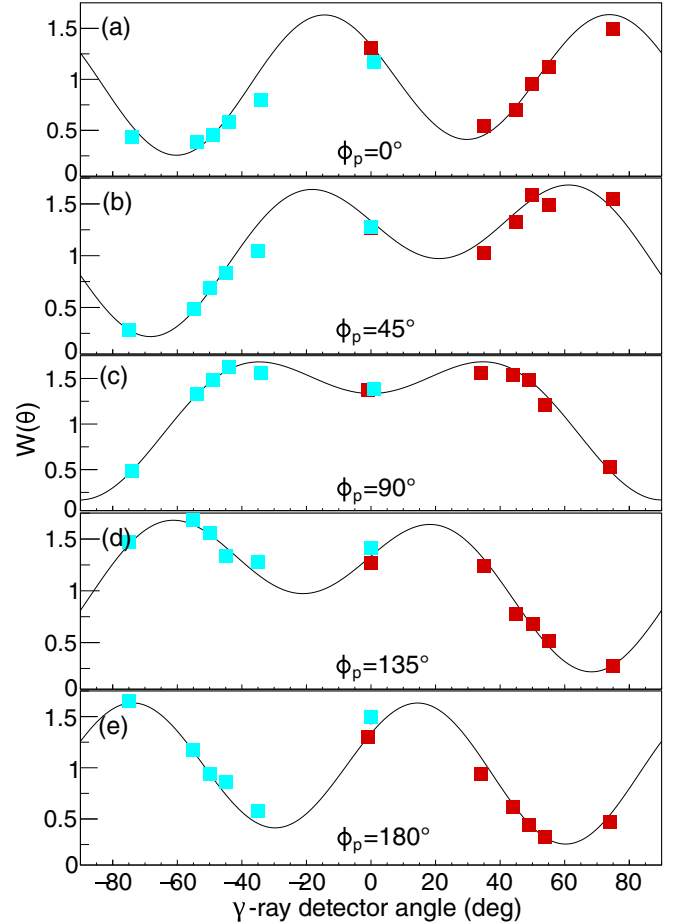 (a)
1.5
1
0.5
0
ϕp=0°
(b)
1.5
1
0.5
0
ϕp=45°
(c)
1.5
1
0.5
0
ϕp=90°
W(θ)
(d)
1.5
1
0.5
0
ϕp=135°
(e)
1.5
1
0.5
0
ϕp=180°
−80 −60 −40 −20 0 20 40 60 80
γ-ray detector angle (deg)